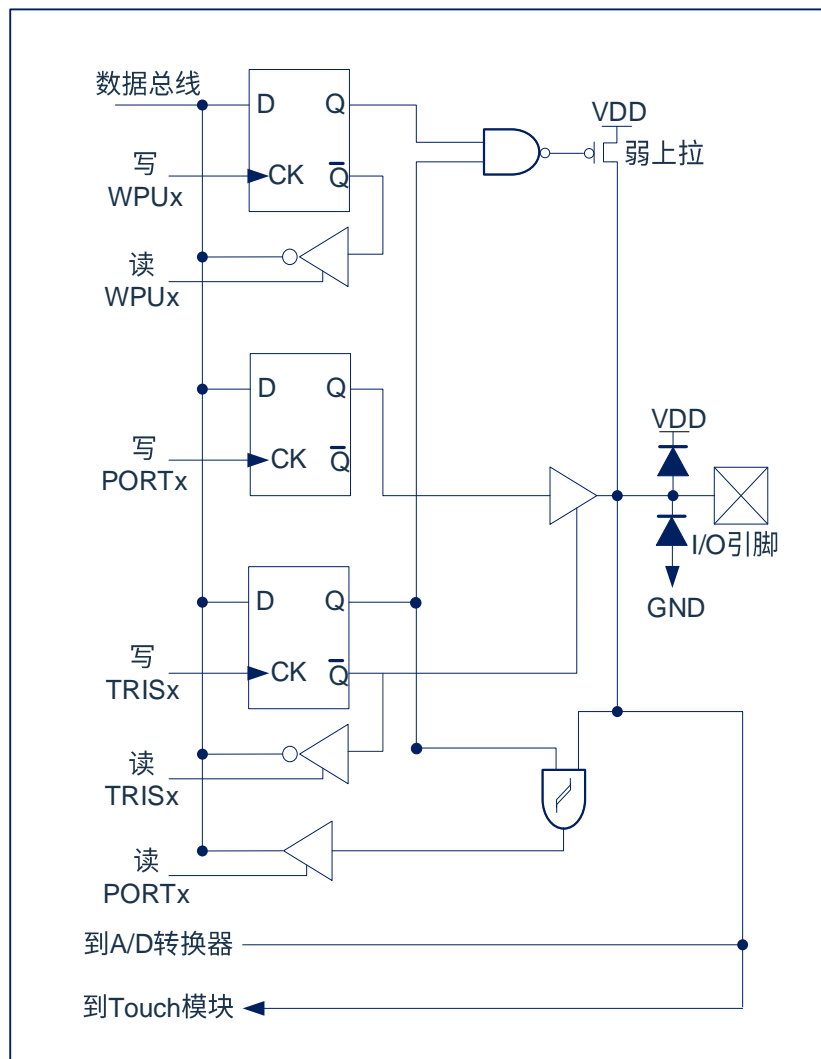 数据总线
D
Q
写
WPUx
CK
Q
VDD
弱上拉
读
WPUx
D
Q
写
PORTx
CK
Q
VDD
I/O引脚
GND
D
Q
写
TRISx
CK
Q
读
TRISx
读
PORTx
到A/D转换器
到Touch模块